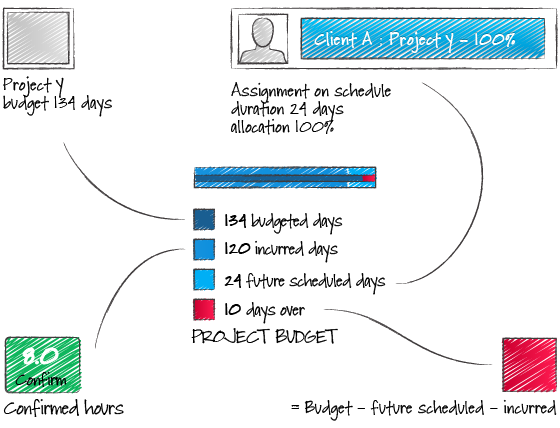 Client A : Project Y - 100%
Project Y
budget 134 days
Assignment on schedule
duration 24 days
allocation 100%
134 budgeted days
120 incurred days
24 future scheduled days
10 days over
PROJECT BUDGET
8.0
Confirm
Confirmed hours
= Budget - future scheduled - incurred